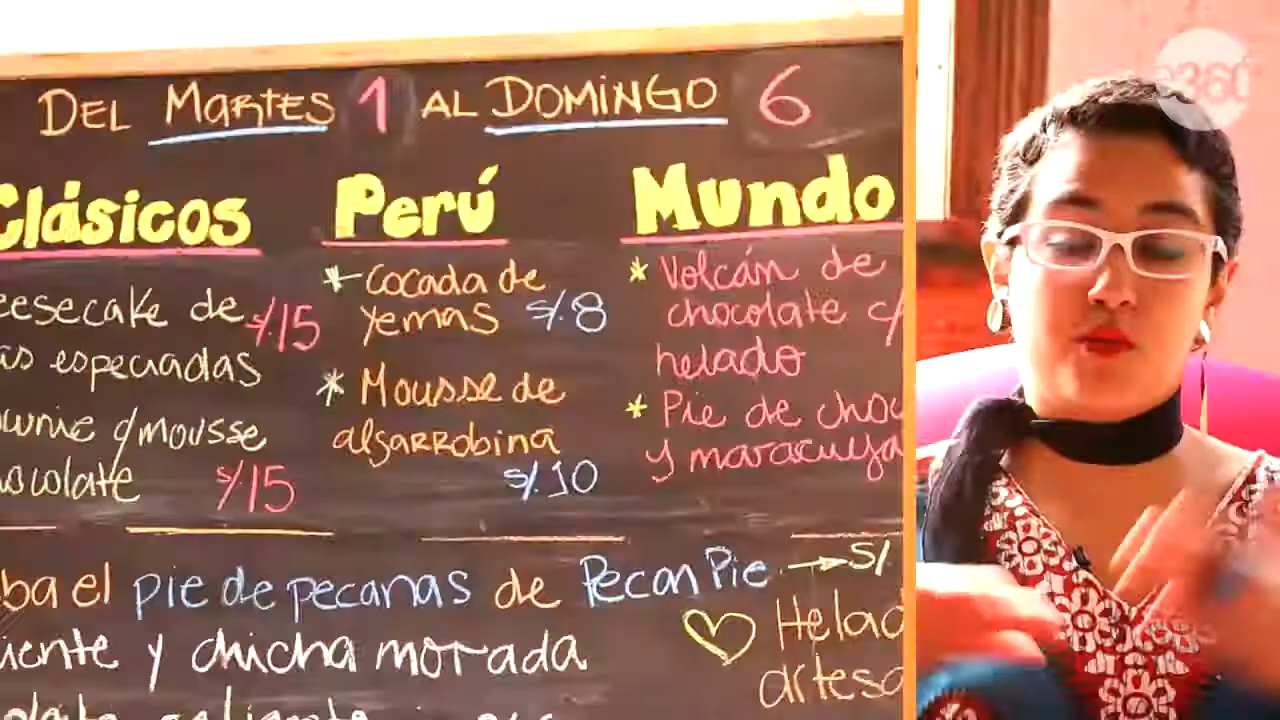 DEL MARTES 1 AL DOMINGO 6
Clásicos
Perú
Mundo
eesecake de S/.15
as especiadas
ownie c/mousse
ocolate S/.15
* Cocada de
yemas S/.8
* Mousse de
algarrobina
S/.10
* Volcán de
chocolate c/
helado
* Pie de choc
y maracuya
ba el pie de pecanas de Pecan Pie → S/.
iente y chicha morada
Helad
artesa
360°